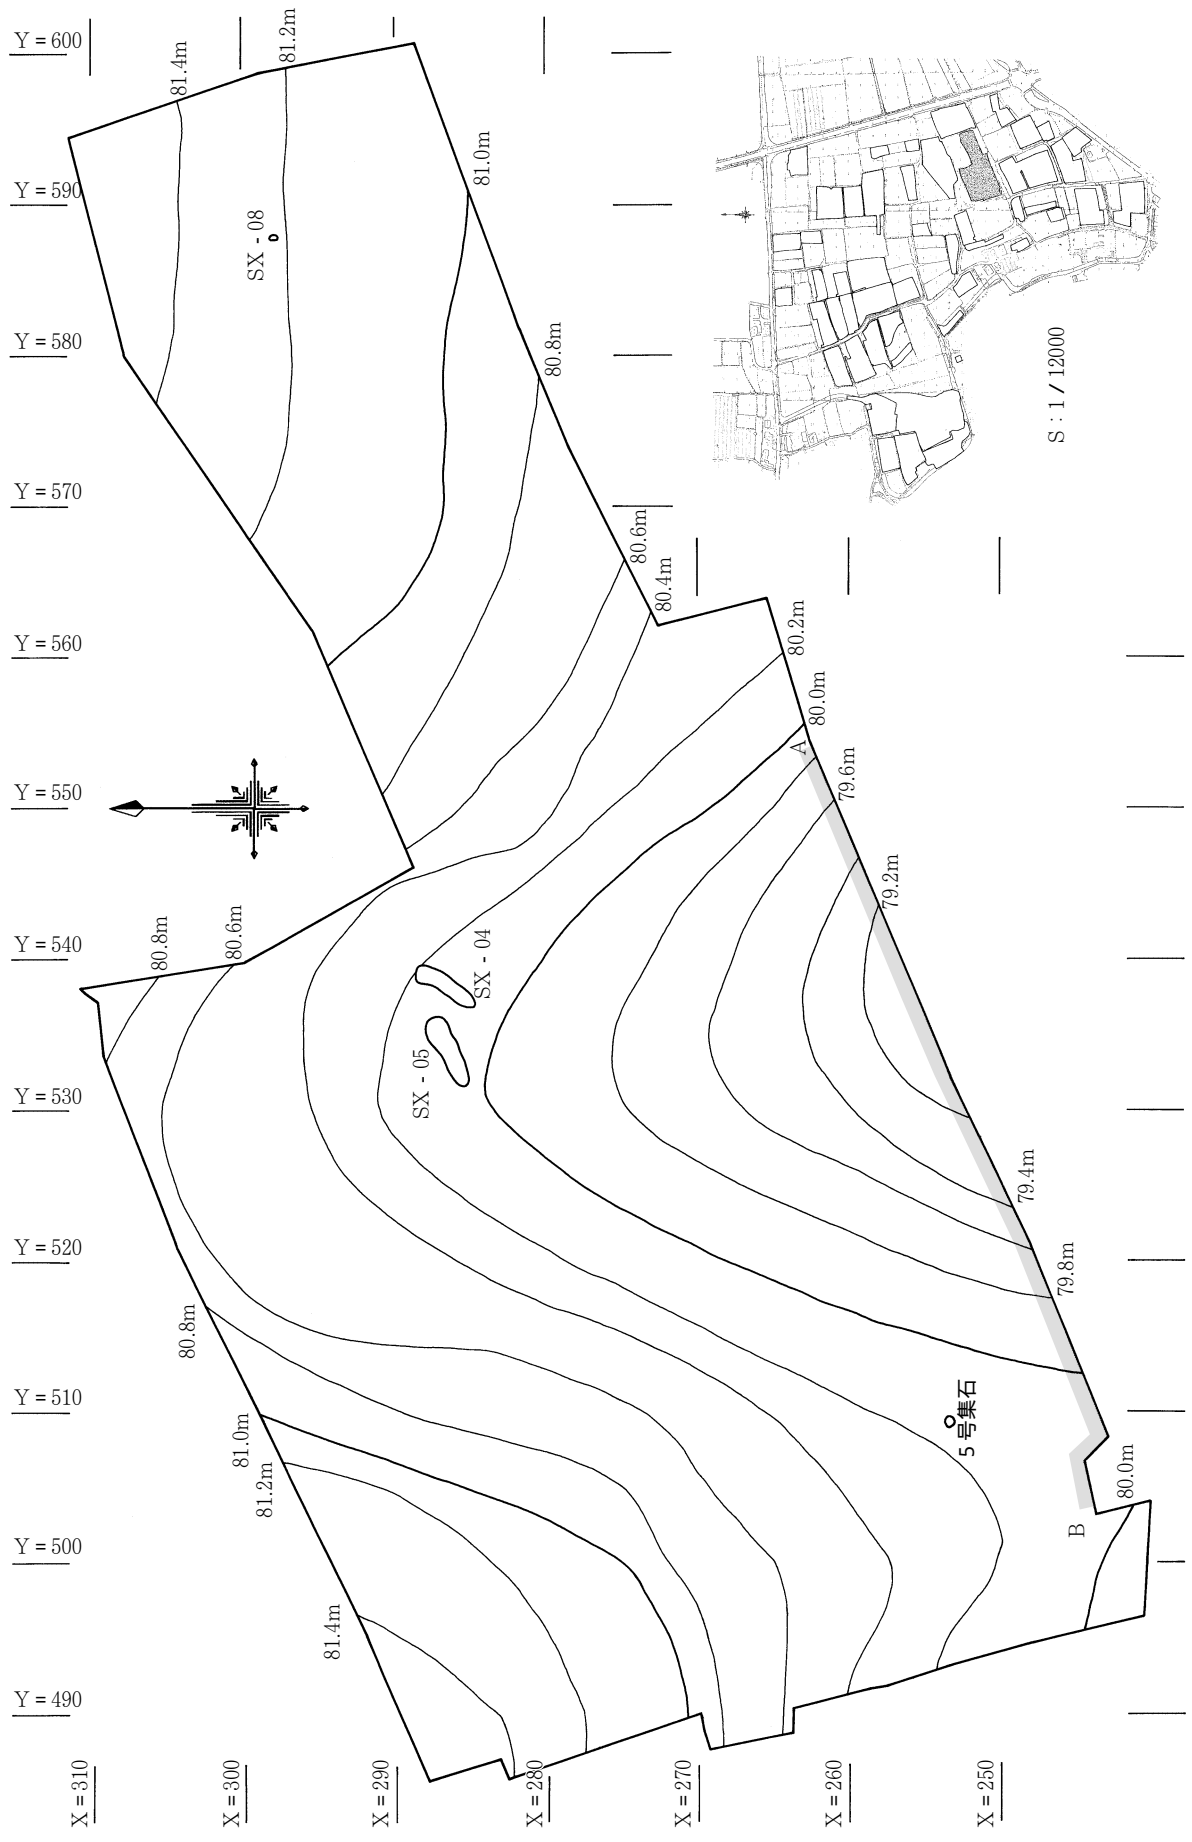 Y = 600
81.4m
81.2m
Y = 590
81.0m
SX - 08
Y = 580
80.8m
S : 1 / 12000
Y = 570
80.6m
80.4m
Y = 560
80.2m
80.0m
A
79.6m
Y = 550
79.2m
Y = 540
80.8m
80.6m
SX - 04
SX - 05
Y = 530
79.4m
Y = 520
79.8m
80.8m
Y = 510
81.0m
81.2m
5号集石
80.0m
B
Y = 500
81.4m
Y = 490
X = 310
X = 300
X = 290
X = 280
X = 270
X = 260
X = 250